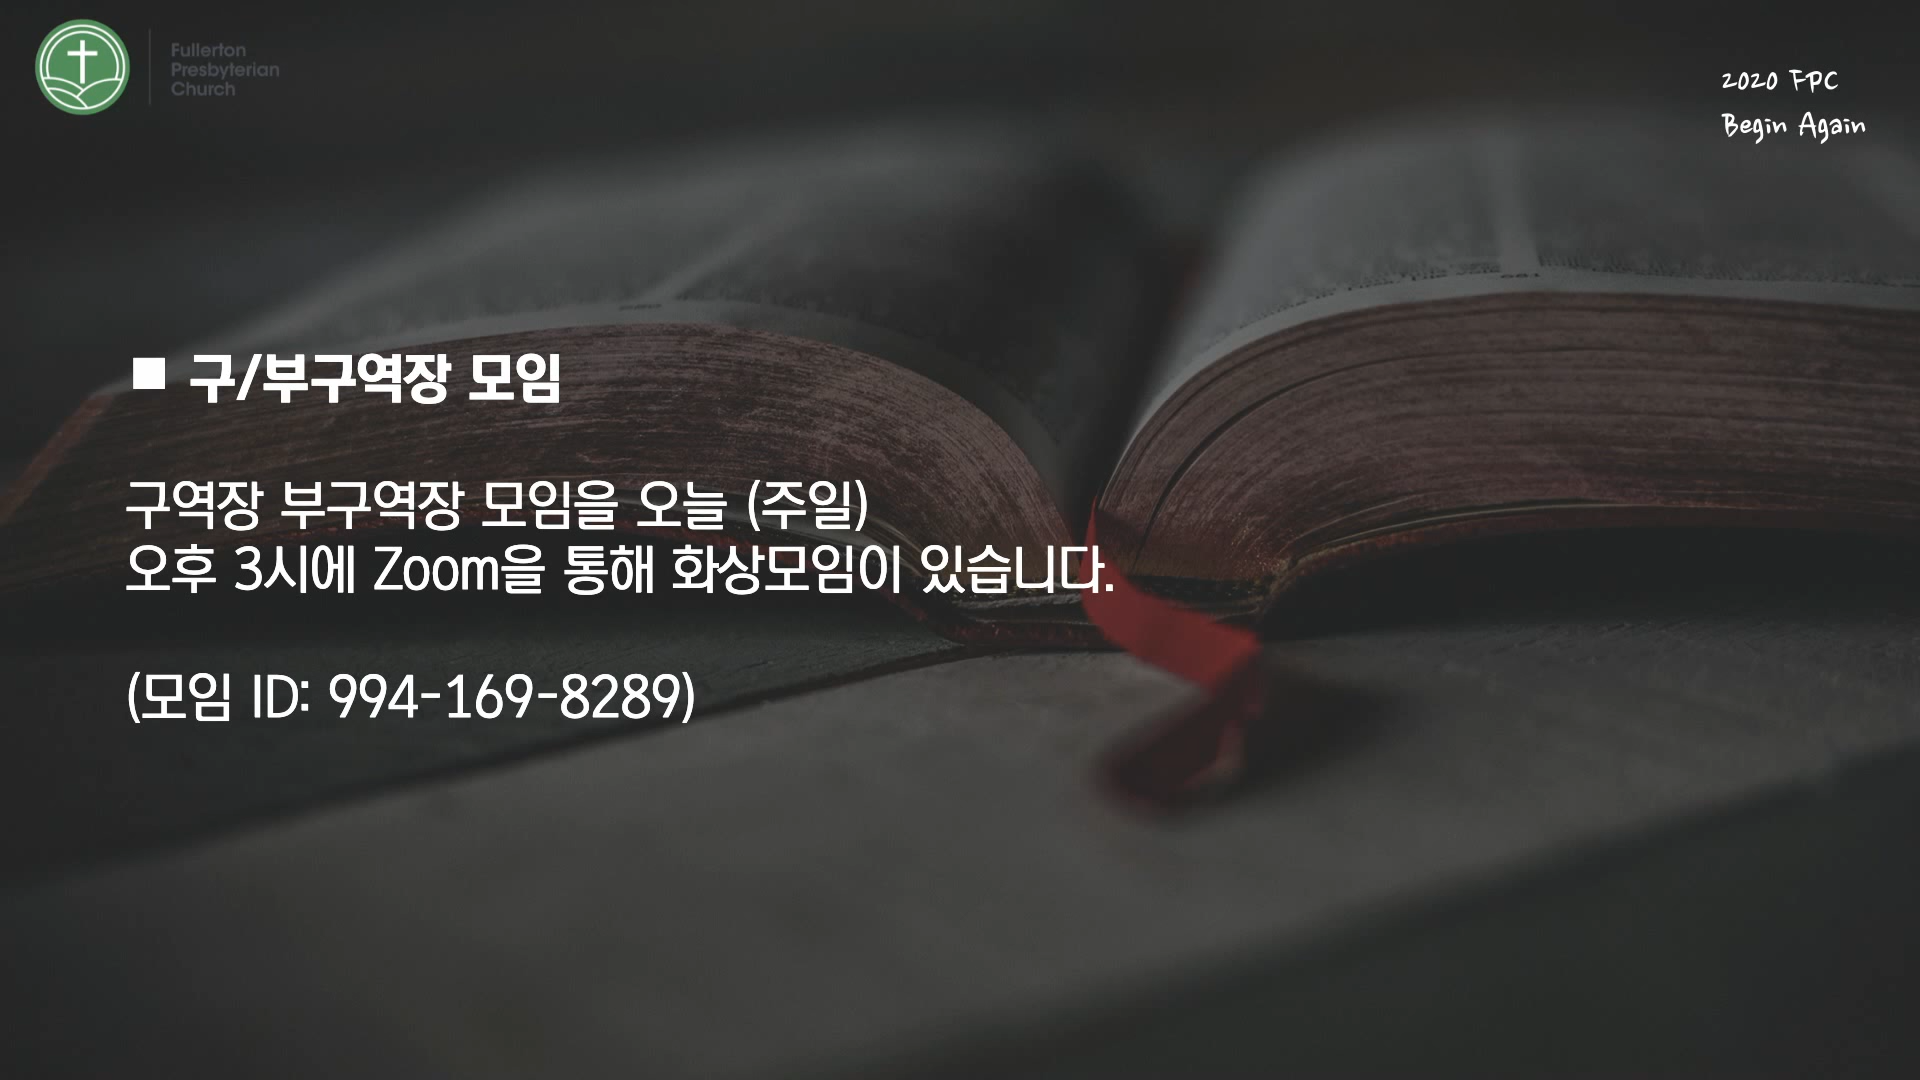 Fullerton
Presbyterian
Church
2020 FPC
Begin Again
■ 구/부구역장 모임
구역장 부구역장 모임을 오늘 (주일)
오후 3시에 Zoom을 통해 화상모임이 있습니다.
(모임 ID: 994-169-8289)